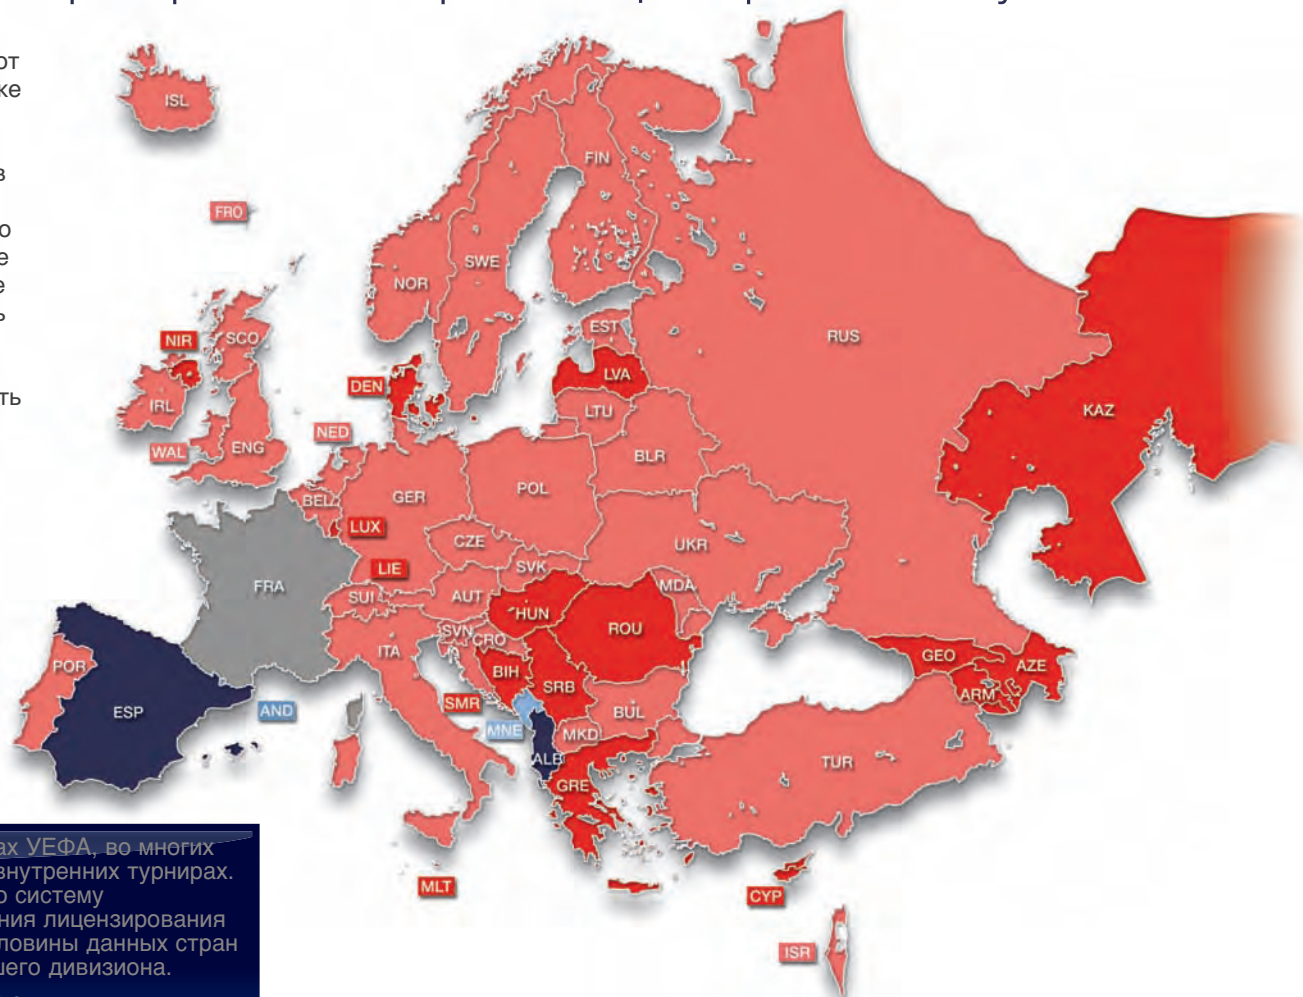 от
ке
в
о
е
е
ь
ть
ISL
FRO
FIN
SWE
NOR
EST
RUS
NIR
SCO
DEN
LVA
KAZ
IRL
LTU
NED
WAL
ENG
BLR
BEL
GER
POL
LUX
CZE
UKR
LIE
SVK
FRA
MDA
SUI
AUT
HUN
ROU
SVN
CRO
ITA
GEO
AZE
POR
BIH
SRB
ARM
SMR
ESP
AND
BUL
MNE
MKD
ALB
TUR
GRE
MLT
CYP
ISR
ах УЕФА, во многих
внутренних турнирах.
о систему
ния лицензирования
ловины данных стран
шего дивизиона.